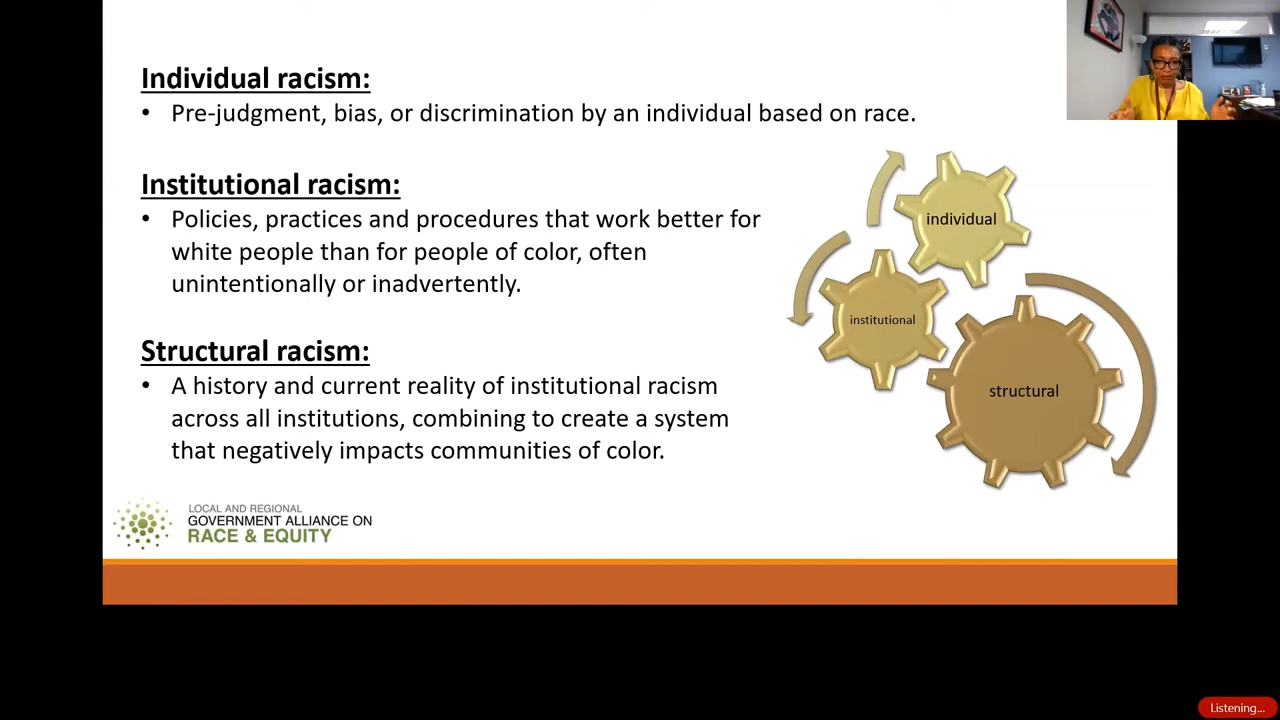 Individual racism:
• Pre-judgment, bias, or discrimination by an individual based on race.
Institutional racism:
• Policies, practices and procedures that work better for
white people than for people of color, often
unintentionally or inadvertently.
Structural racism:
• A history and current reality of institutional racism
across all institutions, combining to create a system
that negatively impacts communities of color.
individual
institutional
structural
LOCAL AND REGIONAL
GOVERNMENT ALLIANCE ON
RACE & EQUITY
Listening...